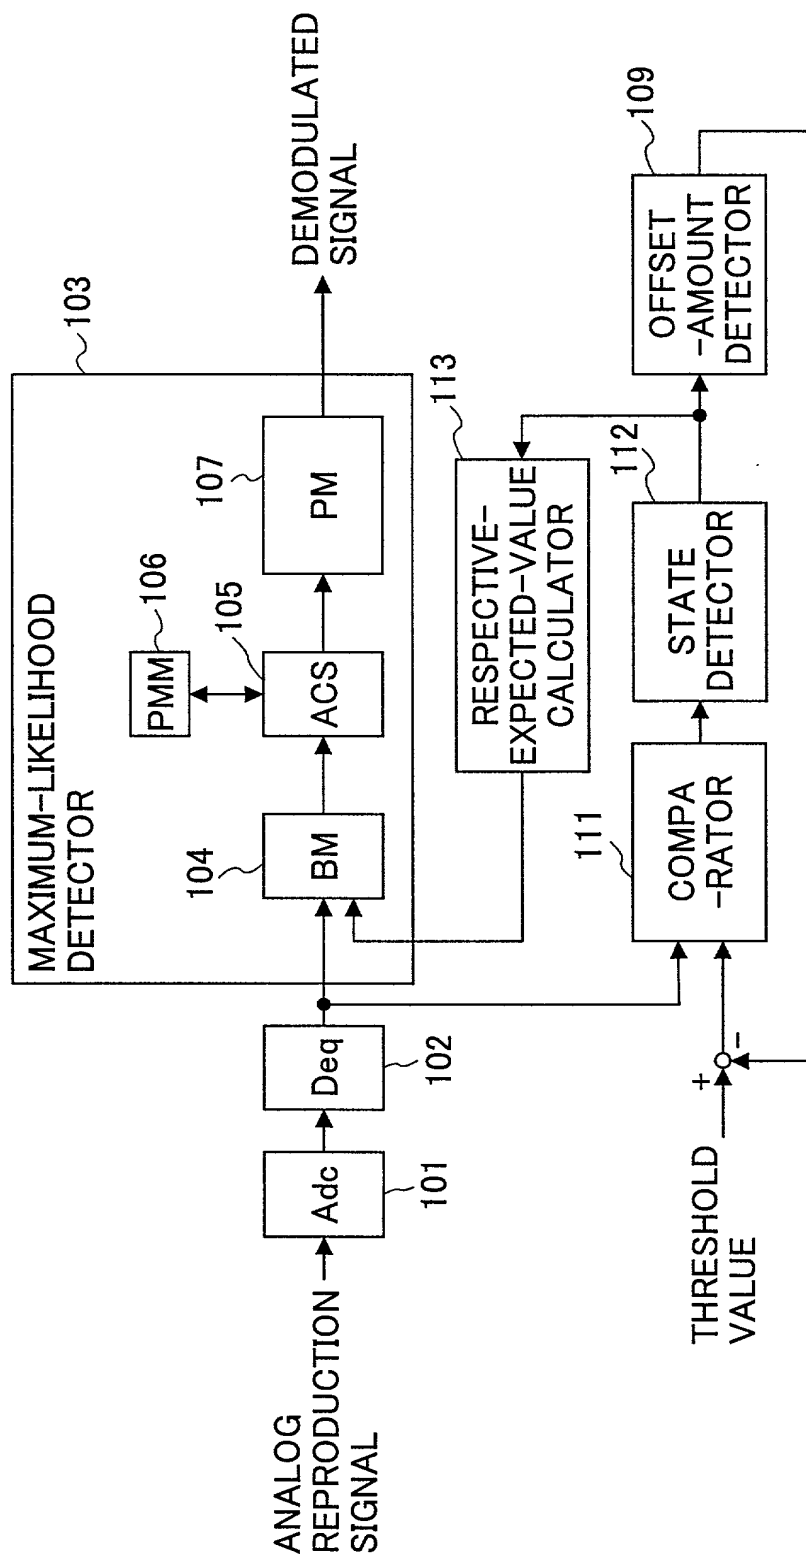 MAXIMUM-LIKELIHOOD
DETECTOR
103
106
PMM
107
105
104
BM
ACS
PM
DEMODULATED
SIGNAL
ANALOG
REPRODUCTION
SIGNAL
Adc
101
Deq
102
113
RESPECTIVE-
EXPECTED-VALUE
CALCULATOR
THRESHOLD
VALUE
+
-
111
COMPA
-RATOR
112
STATE
DETECTOR
109
OFFSET
-AMOUNT
DETECTOR